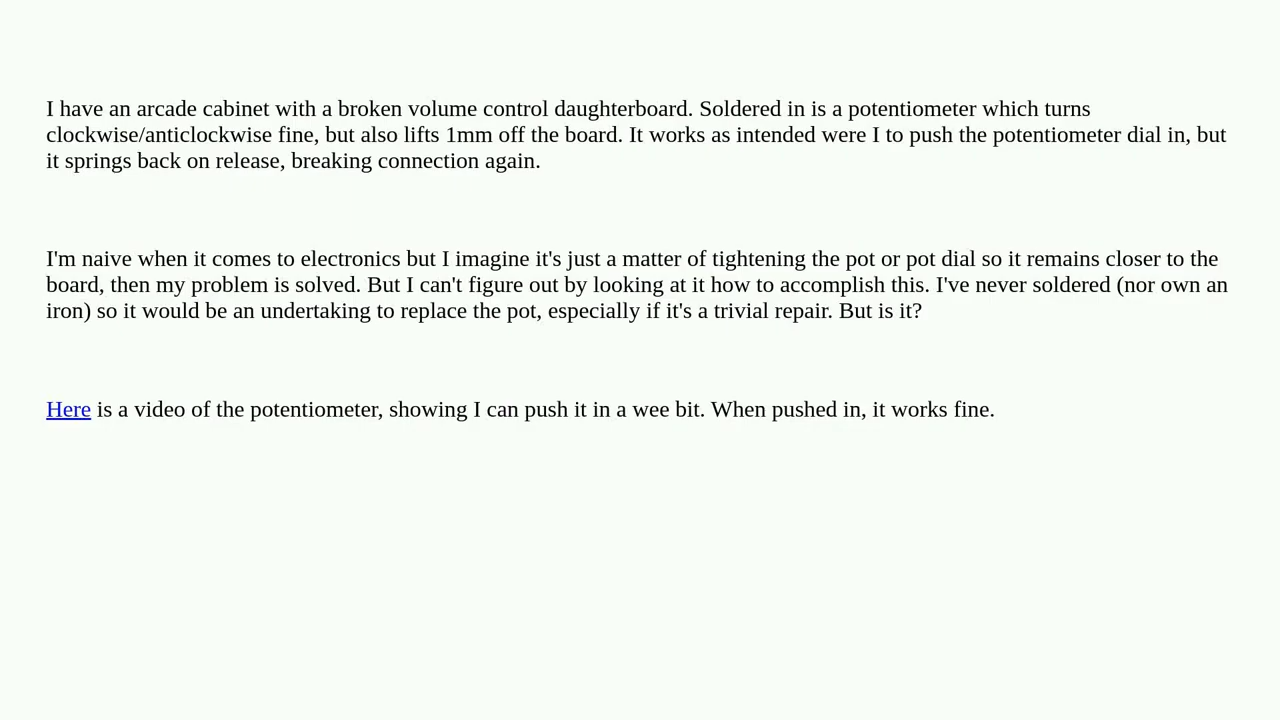 I have an arcade cabinet with a broken volume control daughterboard. Soldered in is a potentiometer which turns
clockwise/anticlockwise fine, but also lifts 1mm off the board. It works as intended were I to push the potentiometer dial in, but
it springs back on release, breaking connection again.
I'm naive when it comes to electronics but I imagine it's just a matter of tightening the pot or pot dial so it remains closer to the
board, then my problem is solved. But I can't figure out by looking at it how to accomplish this. I've never soldered (nor own an
iron) so it would be an undertaking to replace the pot, especially if it's a trivial repair. But is it?
Here is a video of the potentiometer, showing I can push it in a wee bit. When pushed in, it works fine.